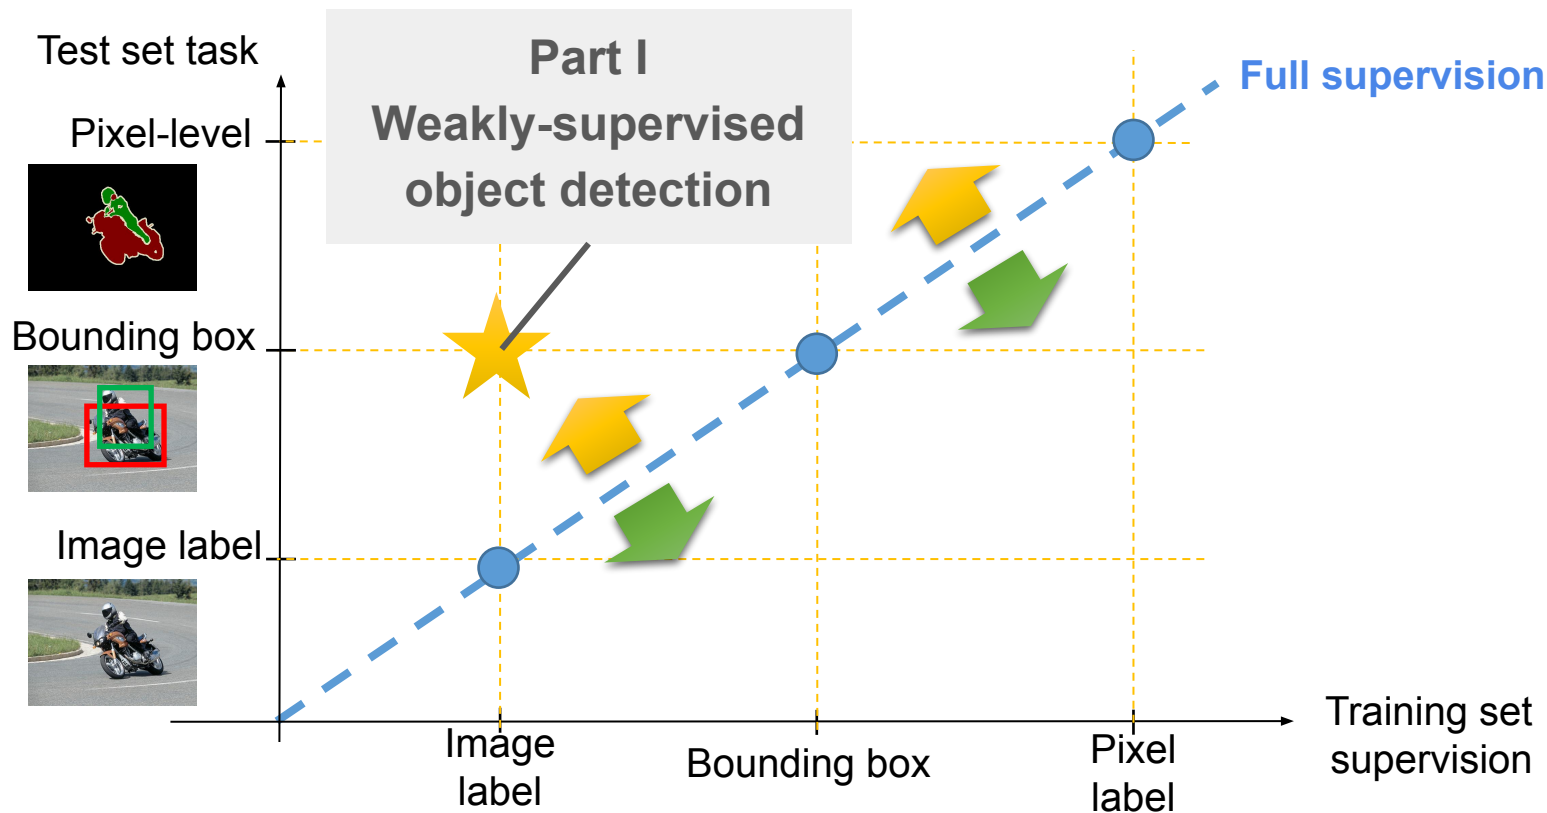 Test set task
Part I
Weakly-supervised
object detection
Full supervision
Pixel-level
Bounding box
Image label
Image
label
Bounding box
Pixel
label
Training set
supervision